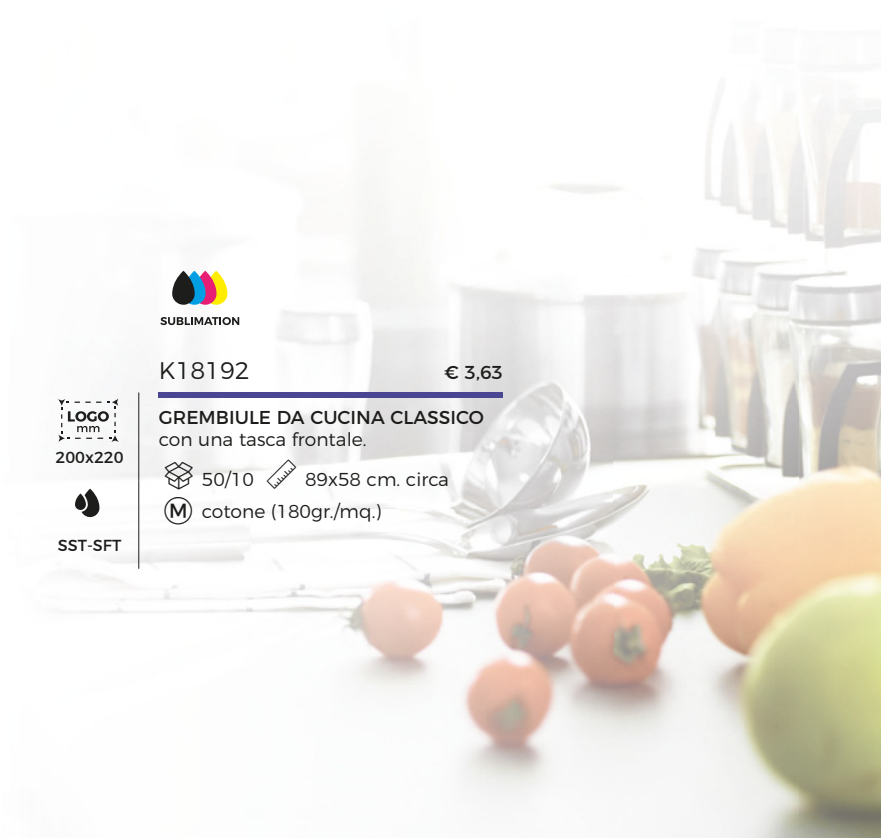 SUBLIMATION
K18192
€ 3,63
GREMBIULE DA CUCINA CLASSICO
con una tasca frontale.
50/10 89x58 cm. circa
M cotone (180gr./mq.)
LOGO
mm
200x220
SST-SFT